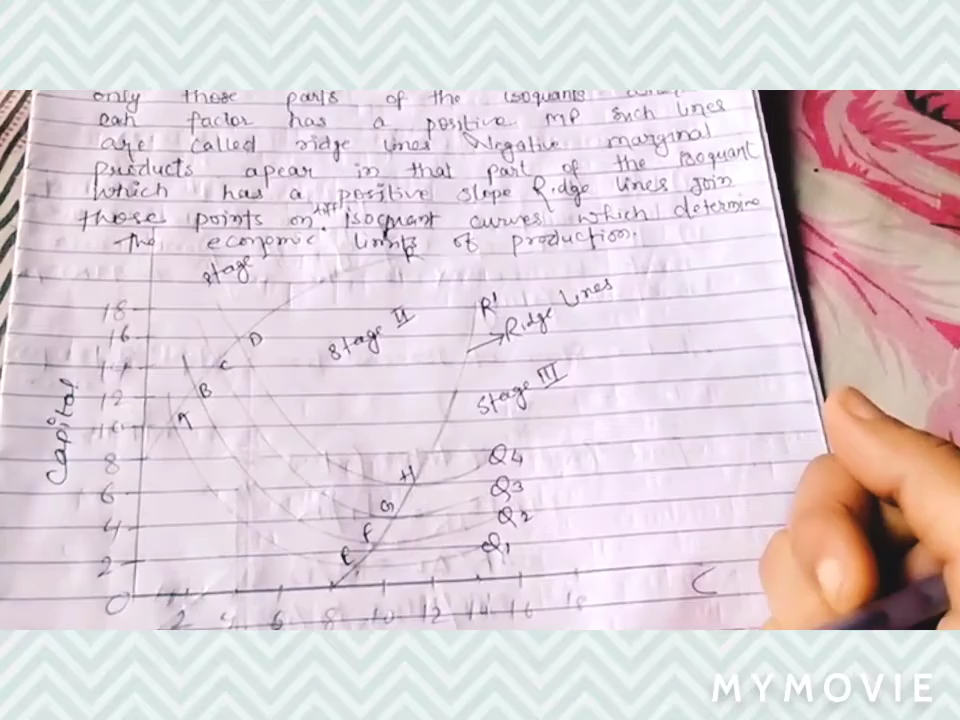 only those parts of the isoquants
each factor has a positive MP such lines
are called ridge lines Negative marginal
products apear in that part of the isoquant
which has a positive slope Ridge lines join
those points on diff. isoquant curves which determine
the economic limits of production.
Stage
R
18
16
14
12
10
8
6
4
2
0
Capital
Stage II
R'
Ridge Lines
Stage III
D
C
B
A
H
G
F
E
Q4
Q3
Q2
Q1
2 4 6 8 10 12 14 16 18
MYMOVIE